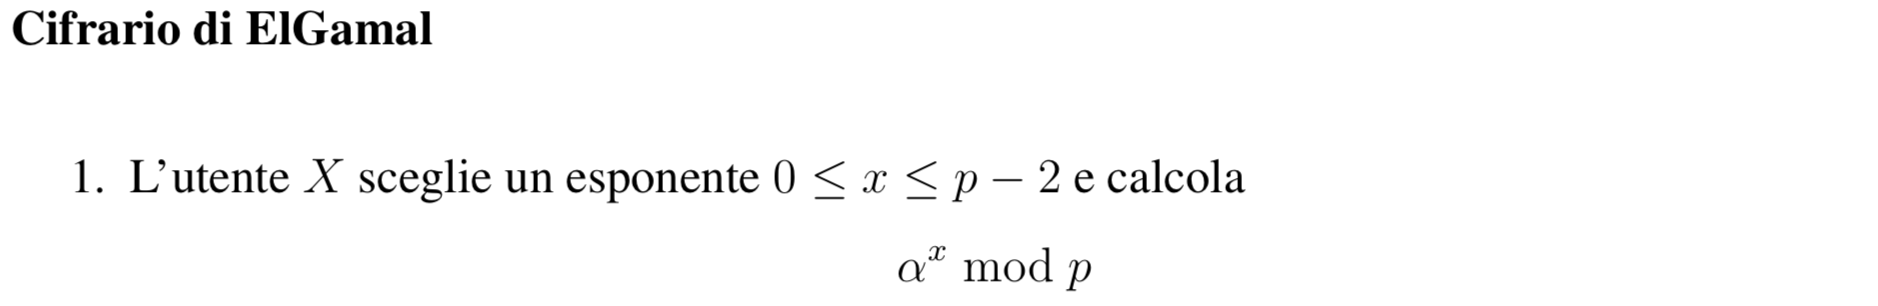 Cifrario di ElGamal
1. L'utente X sceglie un esponente 0 ≤ x ≤ p − 2 e calcola
α^x mod p